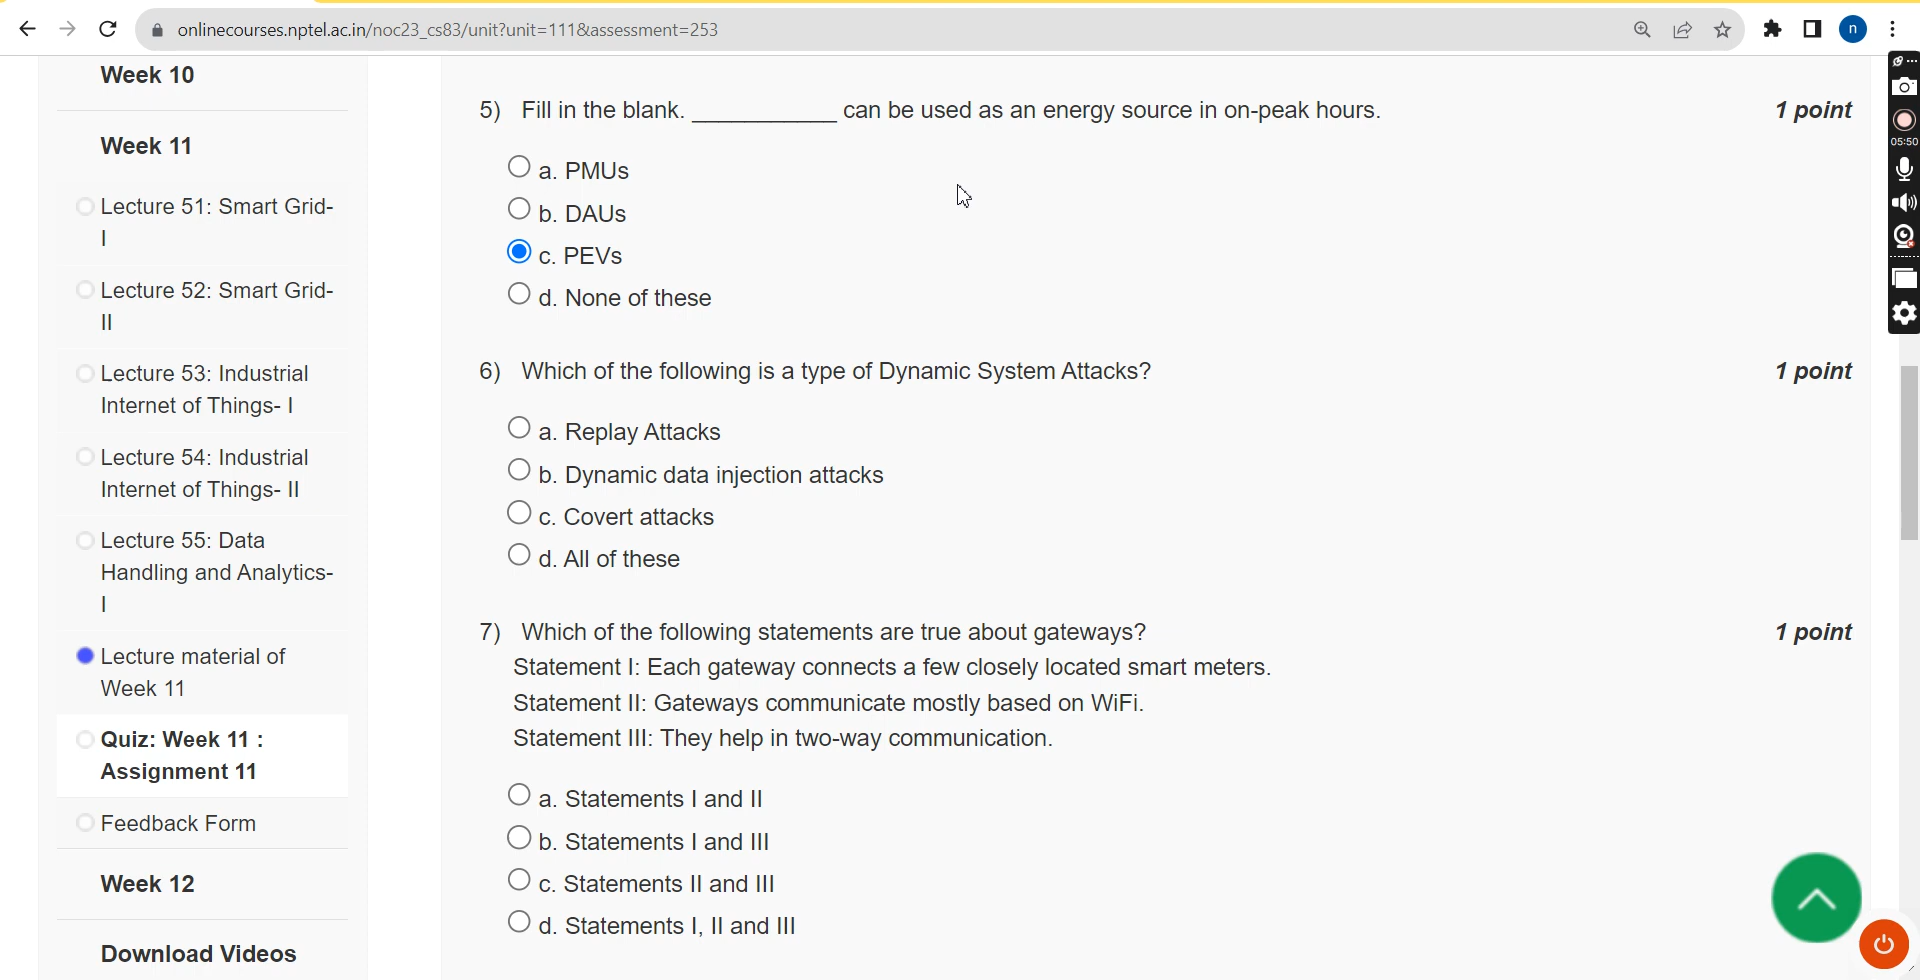 onlinecourses.nptel.ac.in/noc23_cs83/unit?unit=111&assessment=253
n
05:50
Week 10
Week 11
Lecture 51: Smart Grid-
I
Lecture 52: Smart Grid-
II
Lecture 53: Industrial
Internet of Things- I
Lecture 54: Industrial
Internet of Things- II
Lecture 55: Data
Handling and Analytics-
I
Lecture material of
Week 11
Quiz: Week 11 :
Assignment 11
Feedback Form
Week 12
Download Videos
5) Fill in the blank. ___________ can be used as an energy source in on-peak hours. 1 point
a. PMUs
b. DAUs
c. PEVs
d. None of these
6) Which of the following is a type of Dynamic System Attacks? 1 point
a. Replay Attacks
b. Dynamic data injection attacks
c. Covert attacks
d. All of these
7) Which of the following statements are true about gateways? 1 point
Statement I: Each gateway connects a few closely located smart meters.
Statement II: Gateways communicate mostly based on WiFi.
Statement III: They help in two-way communication.
a. Statements I and II
b. Statements I and III
c. Statements II and III
d. Statements I, II and III